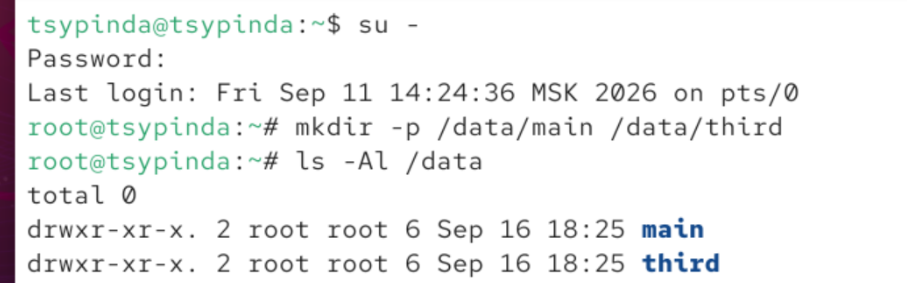 tsypinda@tsypinda:~$ su -
Password:
Last login: Fri Sep 11 14:24:36 MSK 2026 on pts/0
root@tsypinda:~# mkdir -p /data/main /data/third
root@tsypinda:~# ls -Al /data
total 0
drwxr-xr-x. 2 root root 6 Sep 16 18:25 main
drwxr-xr-x. 2 root root 6 Sep 16 18:25 third